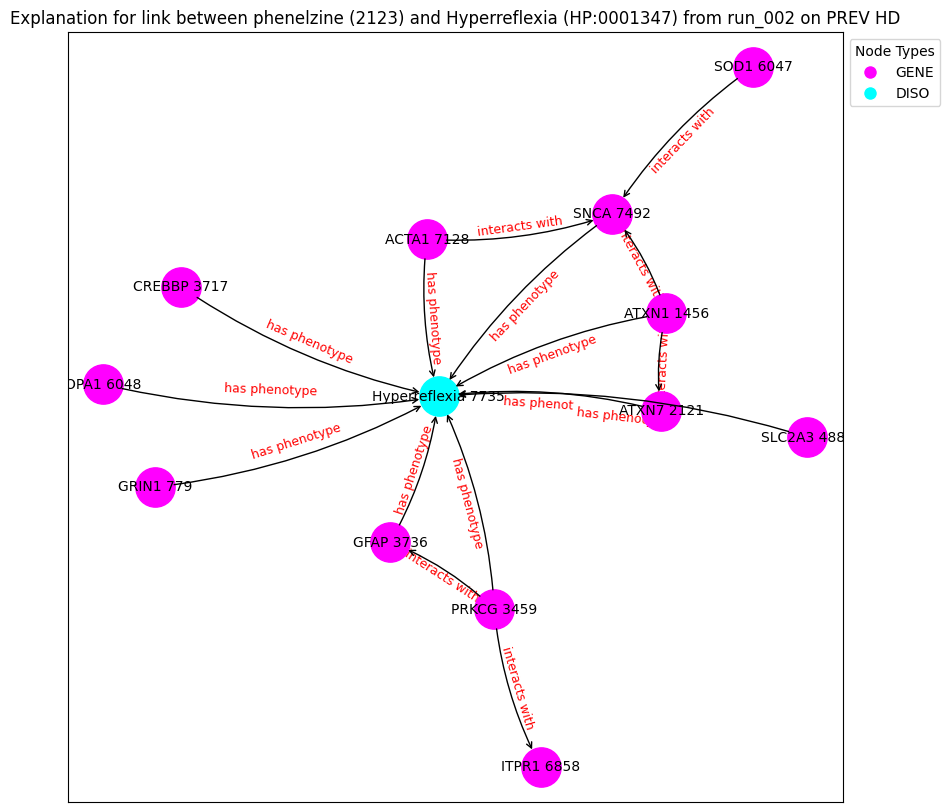 Explanation for link between phenelzine (2123) and Hyperreflexia (HP:0001347) from run_002 on PREV HD
Node Types
GENE
DISO
SOD1 6047
interacts with
SNCA 7492
interacts with
ACTA1 7128
has phenotype
has phenotype
interacts with
CREBBP 3717
has phenotype
ATXN1 1456
has phenotype
OPA1 6048
has phenotype
Hyperreflexia 7735
has phenot
has phenotype
ATXN7 2121
SLC2A3 488
has phenotype
GRIN1 779
has phenotype
has phenotype
GFAP 3736
interacts with
PRKCG 3459
interacts with
ITPR1 6858